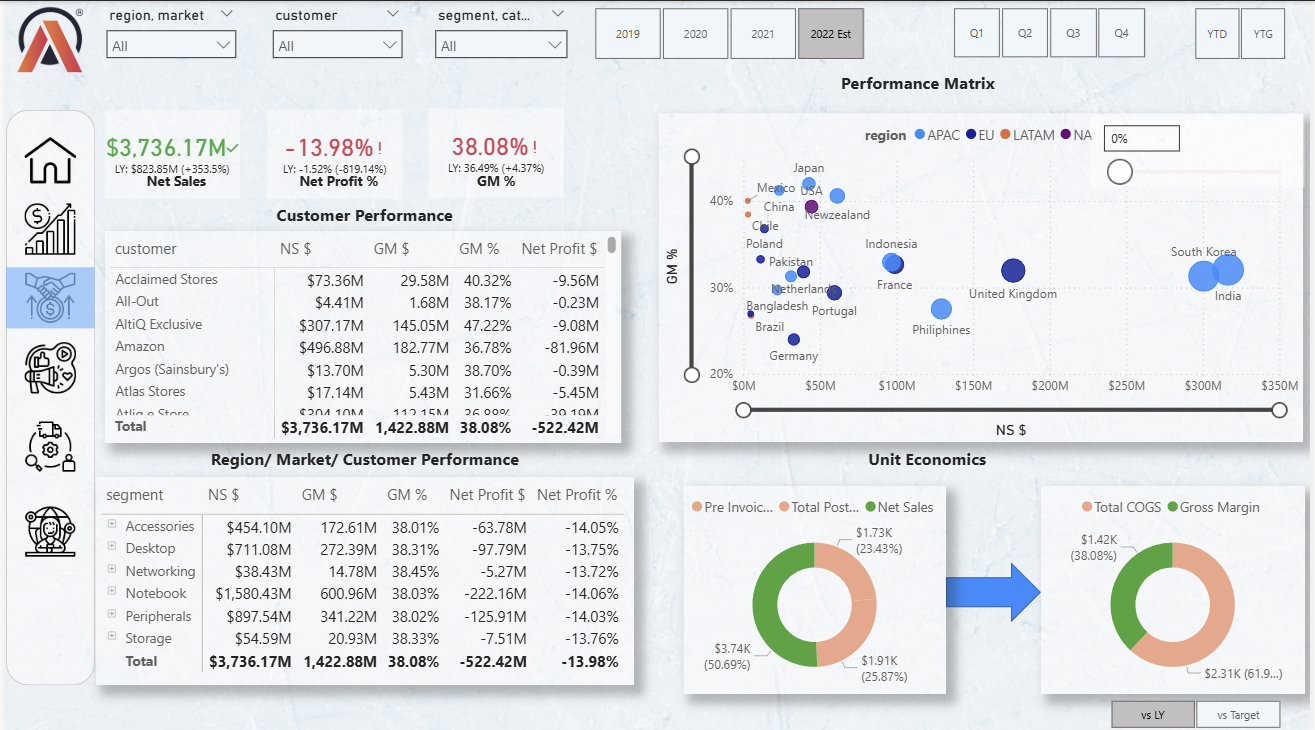 region, market
customer
segment, cat...
All
All
All
2019
2020
2021
2022 Est
Q1
Q2
Q3
Q4
YTD
YTG
®
$3,736.17M
LY: $823.85M (+353.5%)
Net Sales
-13.98% !
LY: -1.52% (-819.14%)
Net Profit %
38.08% !
LY: 36.49% (+4.37%)
GM %
Customer Performance
customer NS $ GM $ GM % Net Profit $
Acclaimed Stores $73.36M 29.58M 40.32% -9.56M
All-Out $4.41M 1.68M 38.17% -0.23M
AltiQ Exclusive $307.17M 145.05M 47.22% -9.08M
Amazon $496.88M 182.77M 36.78% -81.96M
Argos (Sainsbury's) $13.70M 5.30M 38.70% -0.39M
Atlas Stores $17.14M 5.43M 31.66% -5.45M
Atliq e Store $304.10M 112.15M 36.88% -39.19M
Total $3,736.17M 1,422.88M 38.08% -522.42M
Region/ Market/ Customer Performance
segment NS $ GM $ GM % Net Profit $ Net Profit %
Accessories $454.10M 172.61M 38.01% -63.78M -14.05%
Desktop $711.08M 272.39M 38.31% -97.79M -13.75%
Networking $38.43M 14.78M 38.45% -5.27M -13.72%
Notebook $1,580.43M 600.96M 38.03% -222.16M -14.06%
Peripherals $897.54M 341.22M 38.02% -125.91M -14.03%
Storage $54.59M 20.93M 38.33% -7.51M -13.76%
Total $3,736.17M 1,422.88M 38.08% -522.42M -13.98%
Performance Matrix
region APAC EU LATAM NA
0%
GM %
40%
30%
20%
Japan
Mexico
USA
China
Newzealand
Chile
Poland
Indonesia
Pakistan
France
Netherlands
Bangladesh
Portugal
Brazil
Germany
United Kingdom
Philiphines
South Korea
India
$0M $50M $100M $150M $200M $250M $300M $350M
NS $
Unit Economics
Pre Invoic... Total Post... Net Sales
$1.73K
(23.43%)
$3.74K
(50.69%)
$1.91K
(25.87%)
Total COGS Gross Margin
$1.42K
(38.08%)
$2.31K (61.9...)
vs LY
vs Target